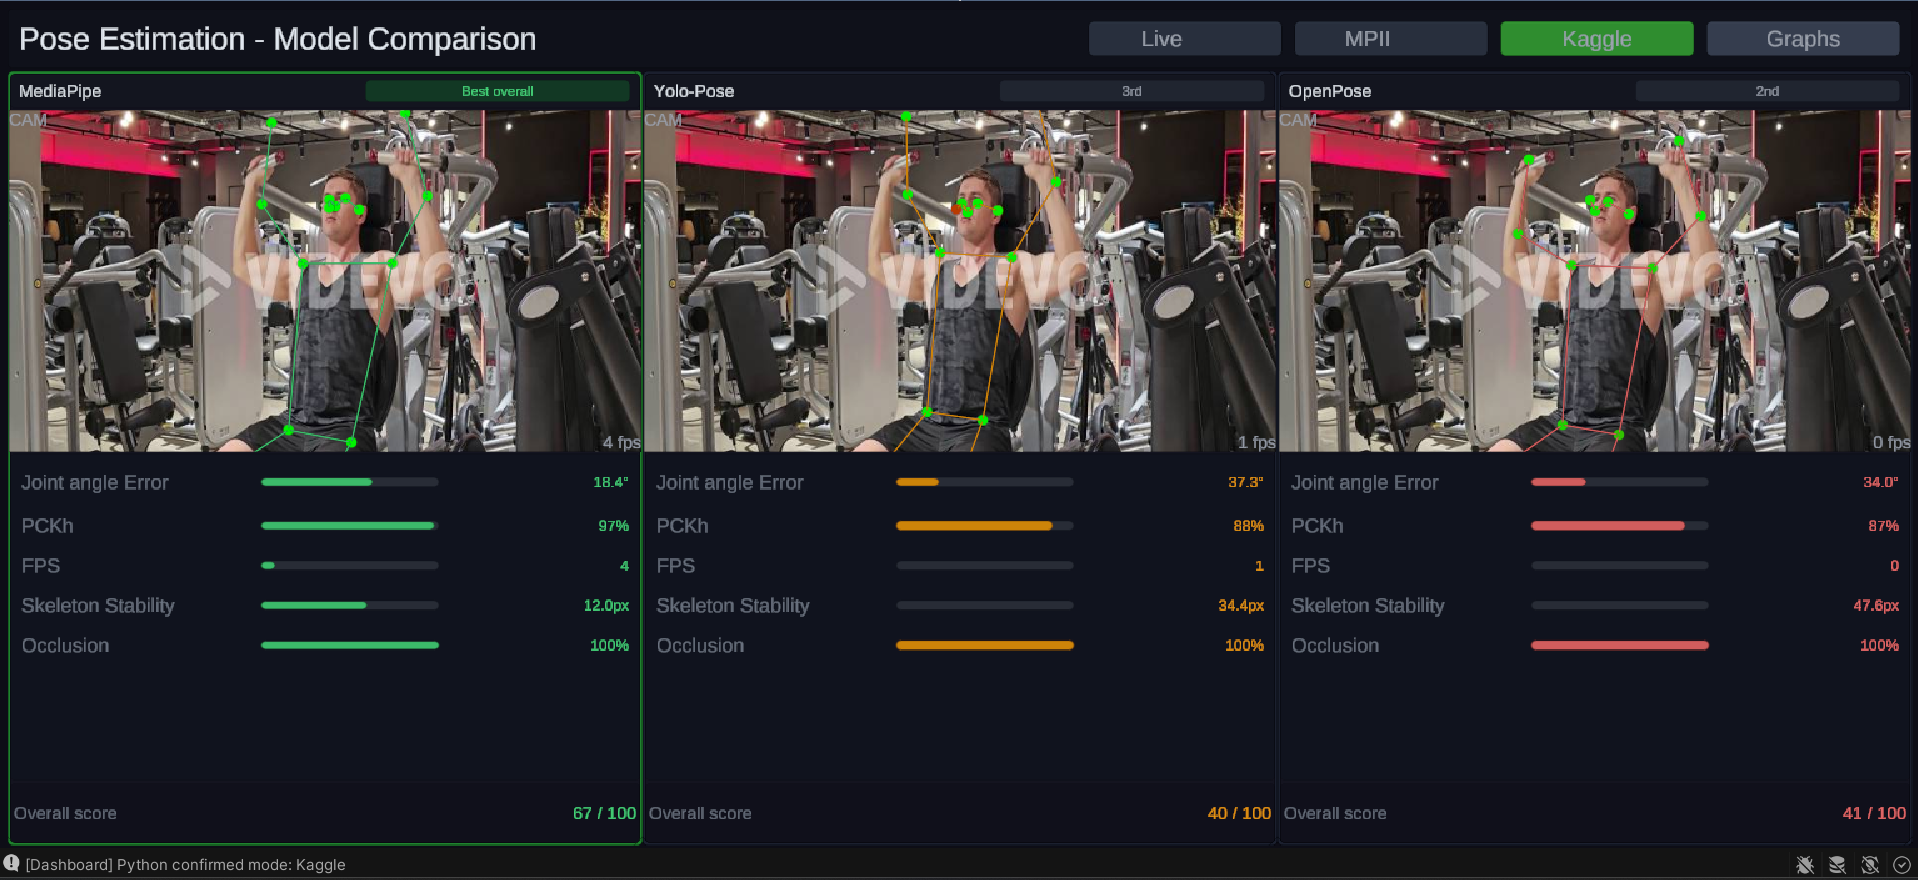 Pose Estimation - Model Comparison
Live
MPII
Kaggle
Graphs
MediaPipe
Best overall
CAM
VIDEVO
4 fps
Joint angle Error
18.4°
PCKh
97%
FPS
4
Skeleton Stability
12.0px
Occlusion
100%
Overall score
67 / 100
Yolo-Pose
3rd
CAM
VIDEVO
1 fps
Joint angle Error
37.3°
PCKh
88%
FPS
1
Skeleton Stability
34.4px
Occlusion
100%
Overall score
40 / 100
OpenPose
2nd
CAM
VIDEVO
0 fps
Joint angle Error
34.0°
PCKh
87%
FPS
0
Skeleton Stability
47.6px
Occlusion
100%
Overall score
41 / 100
[Dashboard] Python confirmed mode: Kaggle